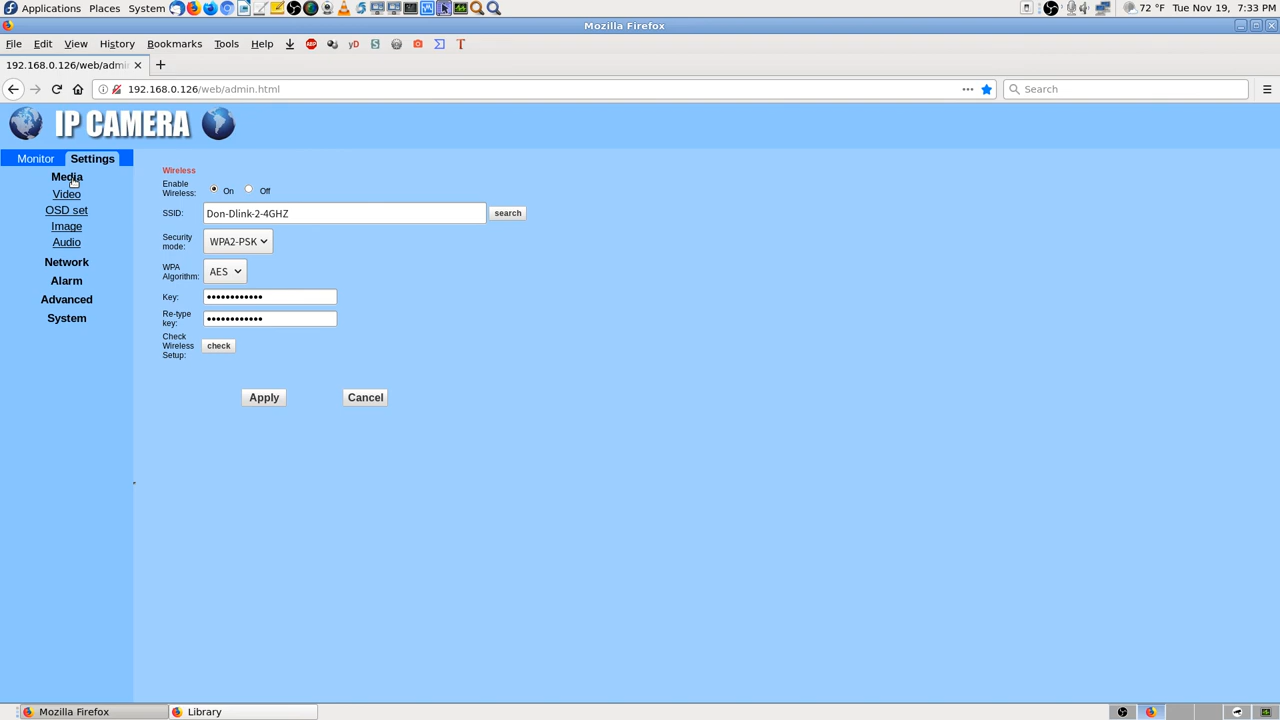 Applications Places System 72 °F Tue Nov 19, 7:33 PM
Mozilla Firefox
File Edit View History Bookmarks Tools Help ABP yD S Σ T
192.168.0.126/web/admi
192.168.0.126/web/admin.html Search
IP CAMERA
Monitor Settings
Media
Video
OSD set
Image
Audio
Network
Alarm
Advanced
System
Wireless
Enable
Wireless: On Off
SSID: Don-Dlink-2-4GHZ search
Security
mode: WPA2-PSK
WPA
Algorithm: AES
Key: ••••••••••••
Re-type
key: ••••••••••••
Check
Wireless
Setup: check
Apply Cancel
Mozilla Firefox Library